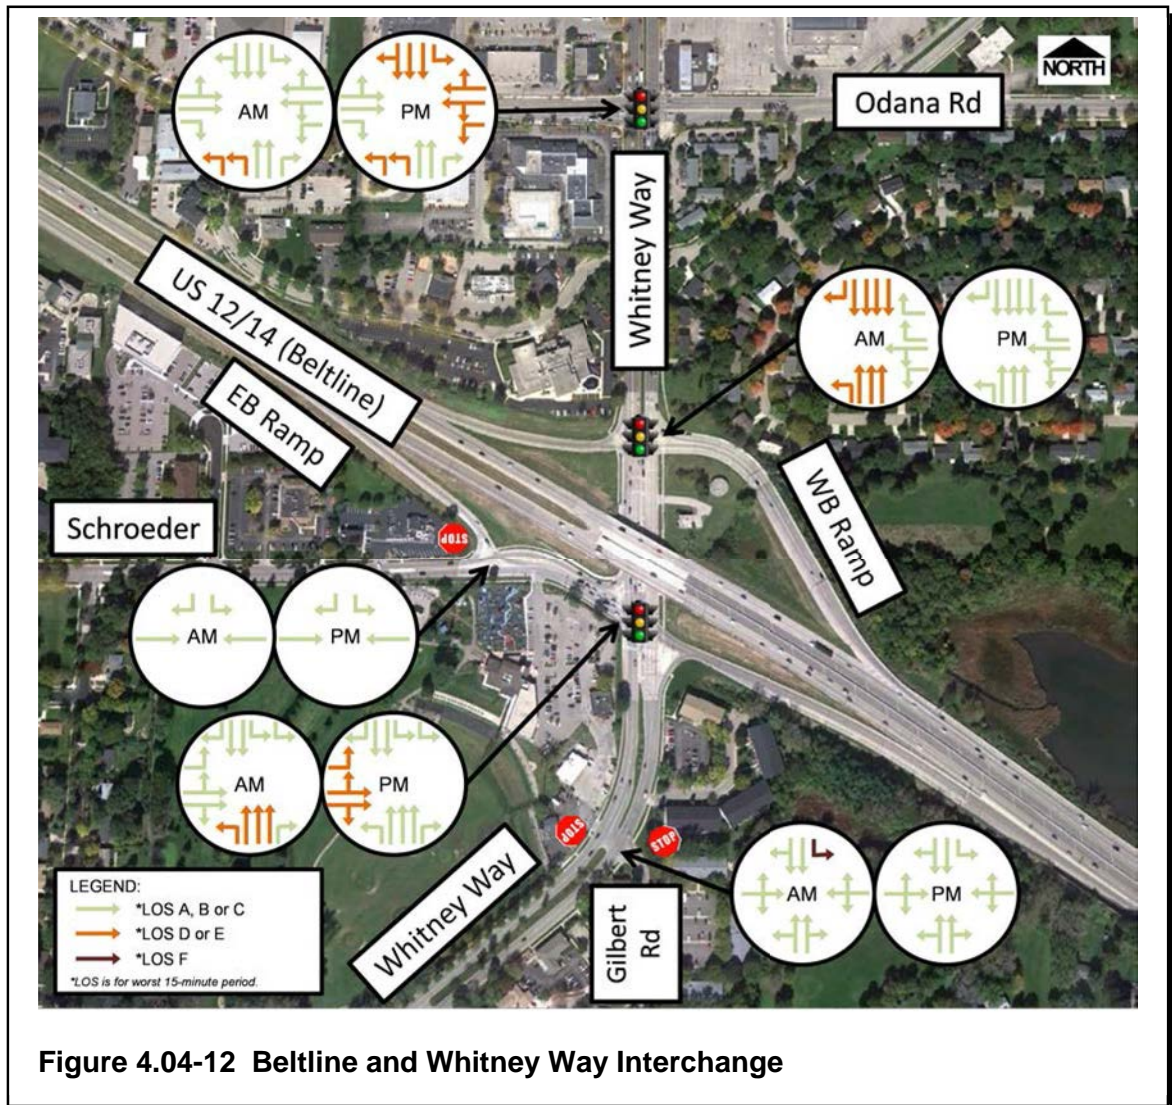 NORTH
AM
PM
Odana Rd
Whitney Way
US 12/14 (Beltline)
EB Ramp
AM
PM
WB Ramp
Schroeder
STOP
AM
PM
AM
PM
STOP
STOP
Whitney Way
Gilbert
Rd
AM
PM
LEGEND:
*LOS A, B or C
*LOS D or E
*LOS F
*LOS is for worst 15-minute period.
Figure 4.04-12 Beltline and Whitney Way Interchange